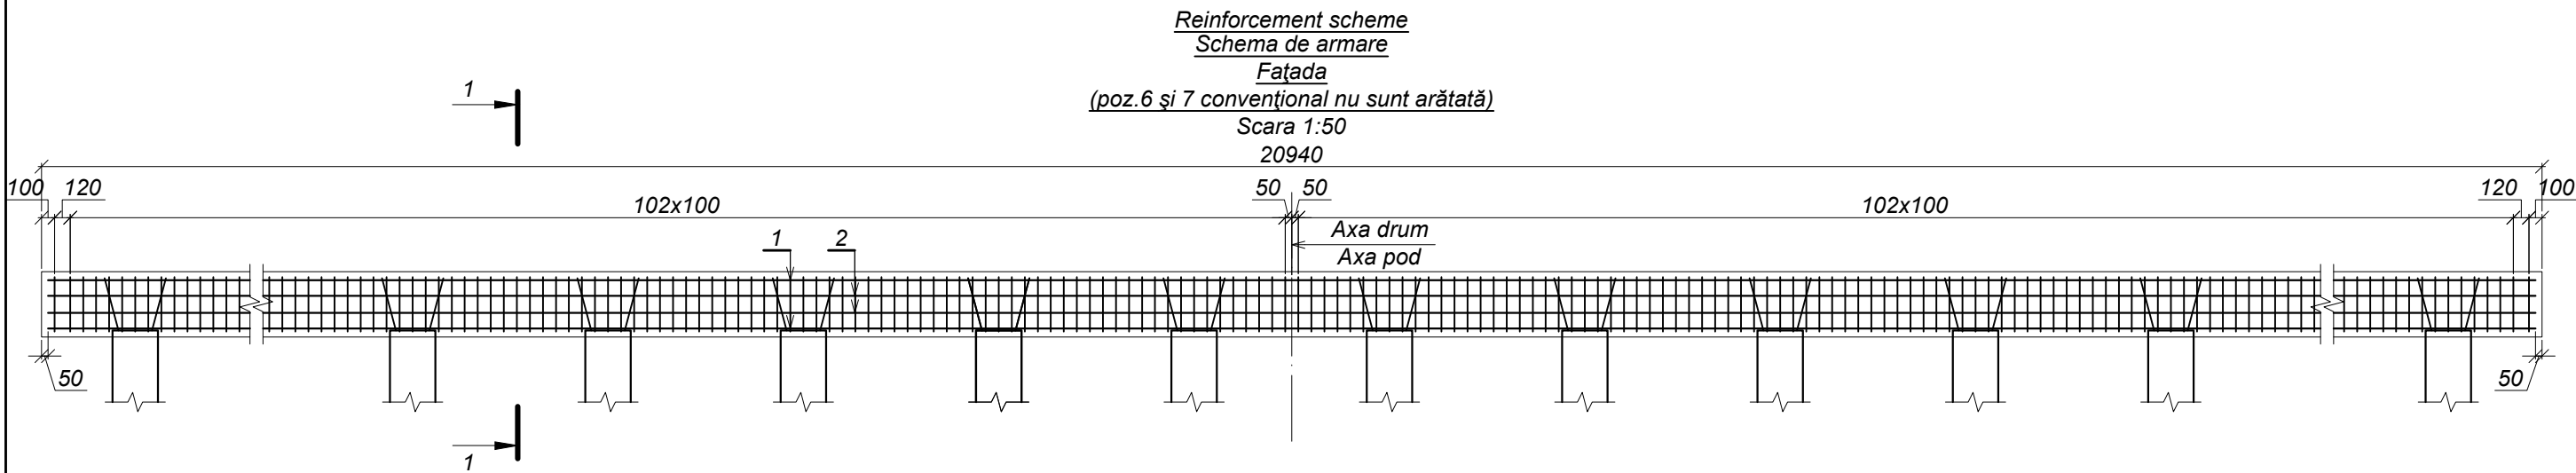 Reinforcement scheme
Schema de armare
Faţada
(poz.6 şi 7 convenţional nu sunt arătată)
Scara 1:50
1
20940
100 120 50 50 120 100
102x100 102x100
1 2 Axa drum
Axa pod
50 50
1